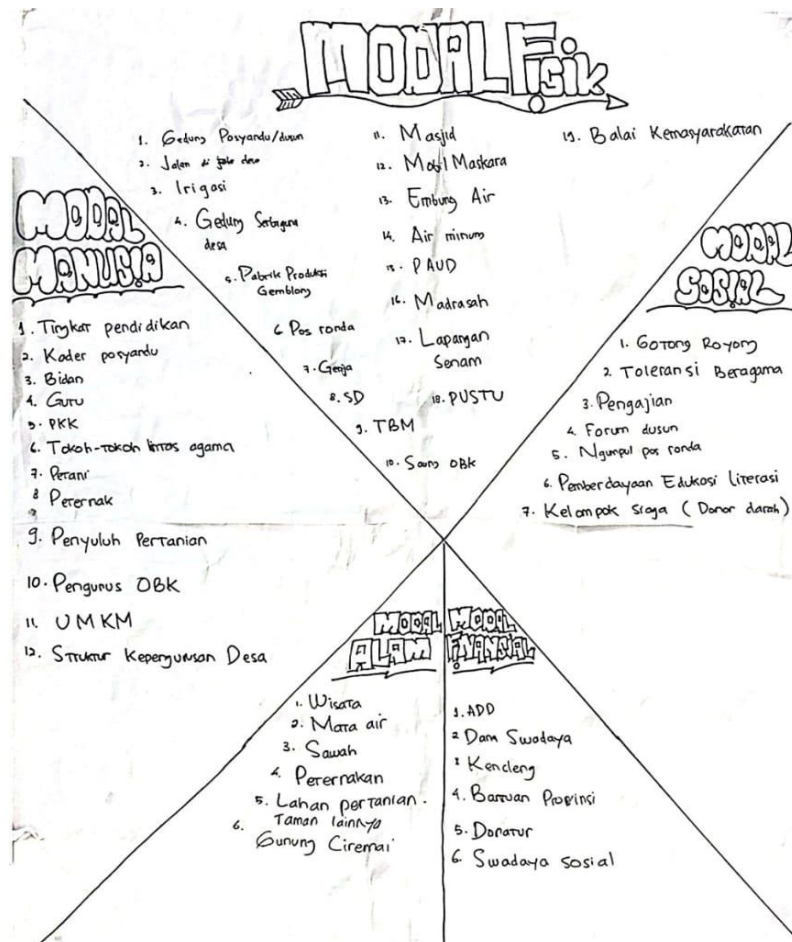 MODAL FISIK
1. Gedung Posyandu/dusun
2. Jalan di desa
3. Irigasi
4. Gedung Serbaguna
desa
5. Pabrik Produksi
Gemblong
6. Pos ronda
7. Gereja
8. SD
9. TBM
10. Saung OBK
11. Masjid
12. Mobil Maskara
13. Embung Air
14. Air minum
15. PAUD
16. Madrasah
17. Lapangan
Senam
18. PUSTU
19. Balai Kemasyarakatan
MODAL
MANUSIA
1. Tingkat pendidikan
2. Kader posyandu
3. Bidan
4. Guru
5. PKK
6. Tokoh-tokoh lintas agama
7. Petani
8 Peternak
9. Penyuluh Pertanian
10. Pengurus OBK
11. UMKM
12. Struktur Kepengurusan Desa
MODAL
SOSIAL
1. Gotong Royong
2. Toleransi Beragama
3. Pengajian
4. Forum dusun
5. Ngumpul pos ronda
6. Pemberdayaan Edukasi Literasi
7. Kelompok Siaga (Donor darah)
MODAL
ALAM
1. Wisata
2. Mata air
3. Sawah
4. Peternakan
5. Lahan pertanian.
Taman lainnya
6. Gunung Ciremai
MODAL
FINANSIAL
1. ADD
2 Dana Swadaya
3 Kencleng
4. Bantuan Provinsi
5. Donatur
6. Swadaya sosial